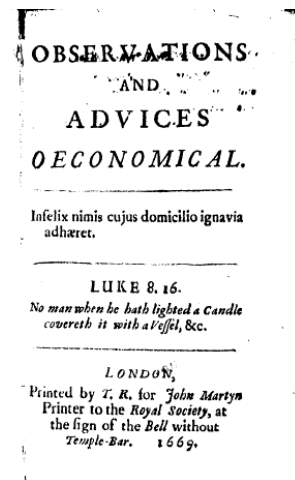 OBSERVATIONS
AND
ADVICES
OECONOMICAL.
Infelix nimis cujus domicilio ignavia
adhæret.
LUKE 8. 16.
No man when he hath lighted a Candle
covereth it with a Veſſel, &c.
LONDON,
Printed by T. R. for John Martyn
Printer to the Royal Society, at
the ſign of the Bell without
Temple-Bar. 1669.